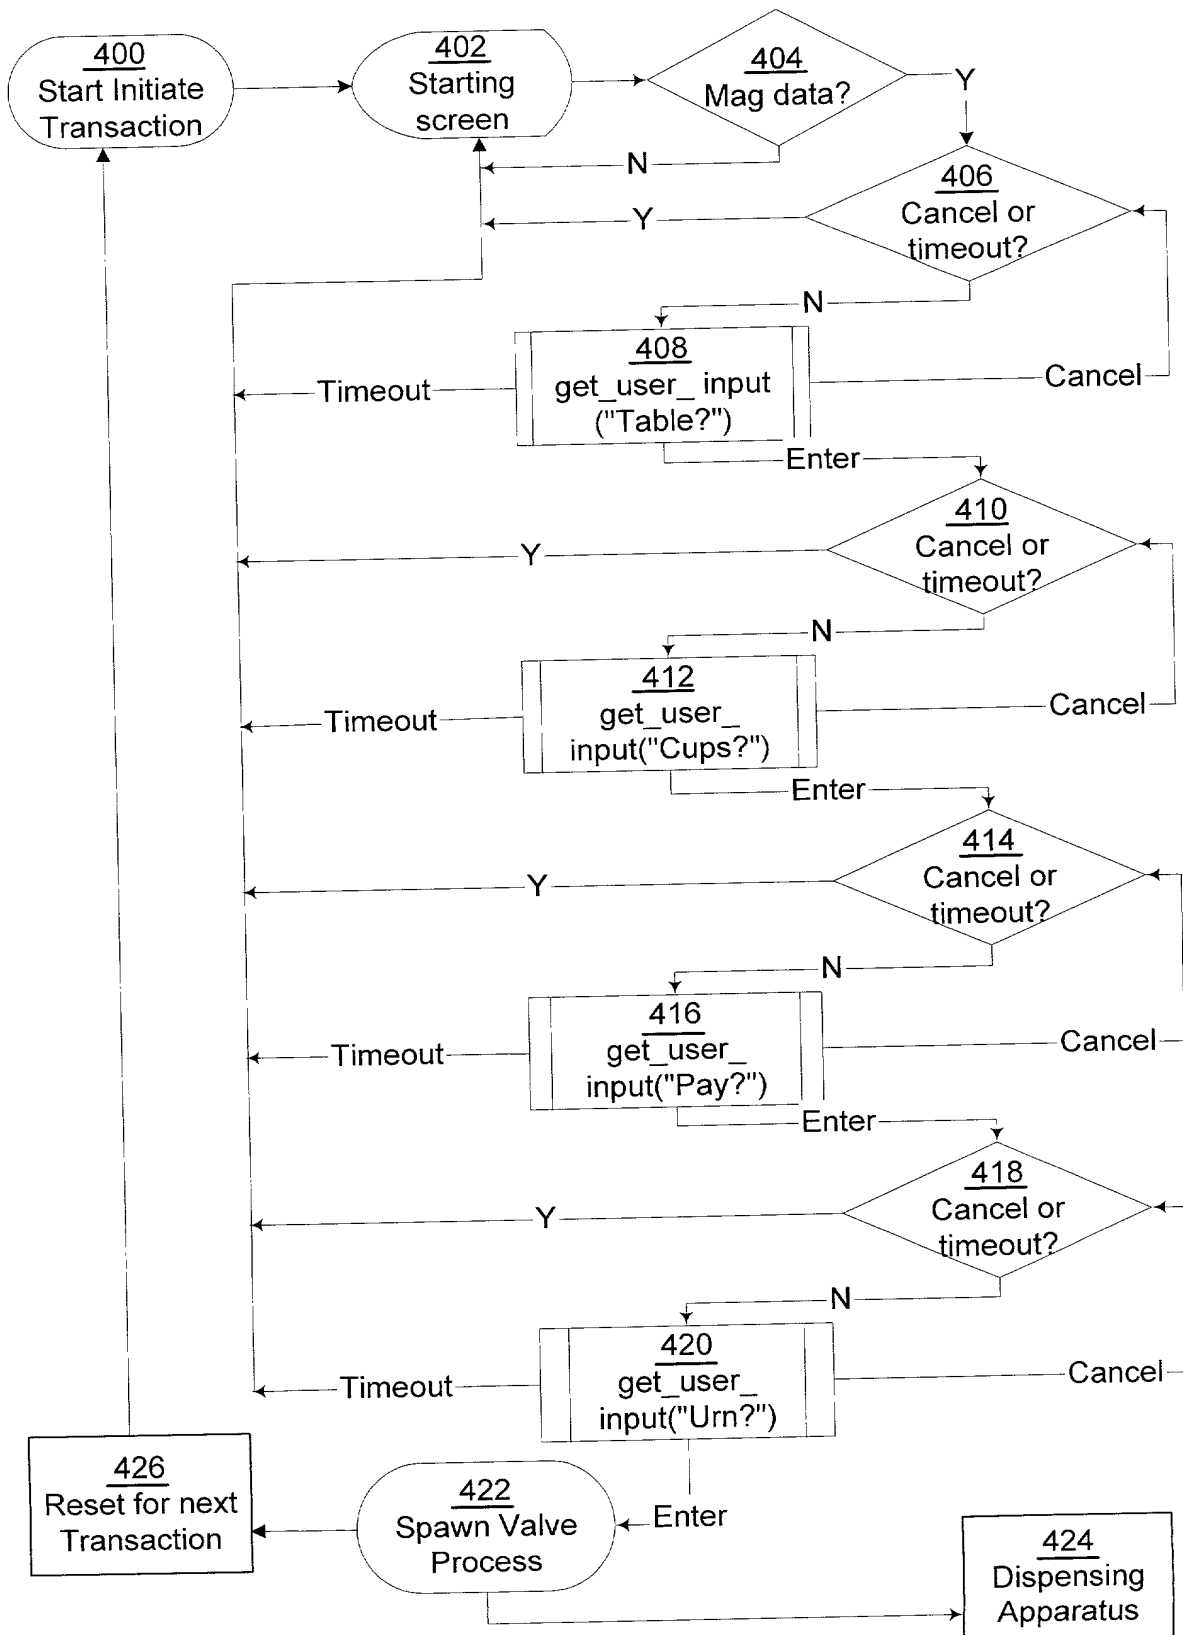 400
Start Initiate
Transaction
402
Starting
screen
404
Mag data?
Y
N
406
Cancel or
timeout?
Y
N
408
get_user_ input
("Table?")
Timeout
Cancel
Enter
410
Cancel or
timeout?
Y
N
412
get_user_
input("Cups?")
Timeout
Cancel
Enter
414
Cancel or
timeout?
Y
N
416
get_user_
input("Pay?")
Timeout
Cancel
Enter
418
Cancel or
timeout?
Y
N
420
get_user_
input("Urn?")
Timeout
Cancel
Enter
422
Spawn Valve
Process
426
Reset for next
Transaction
424
Dispensing
Apparatus